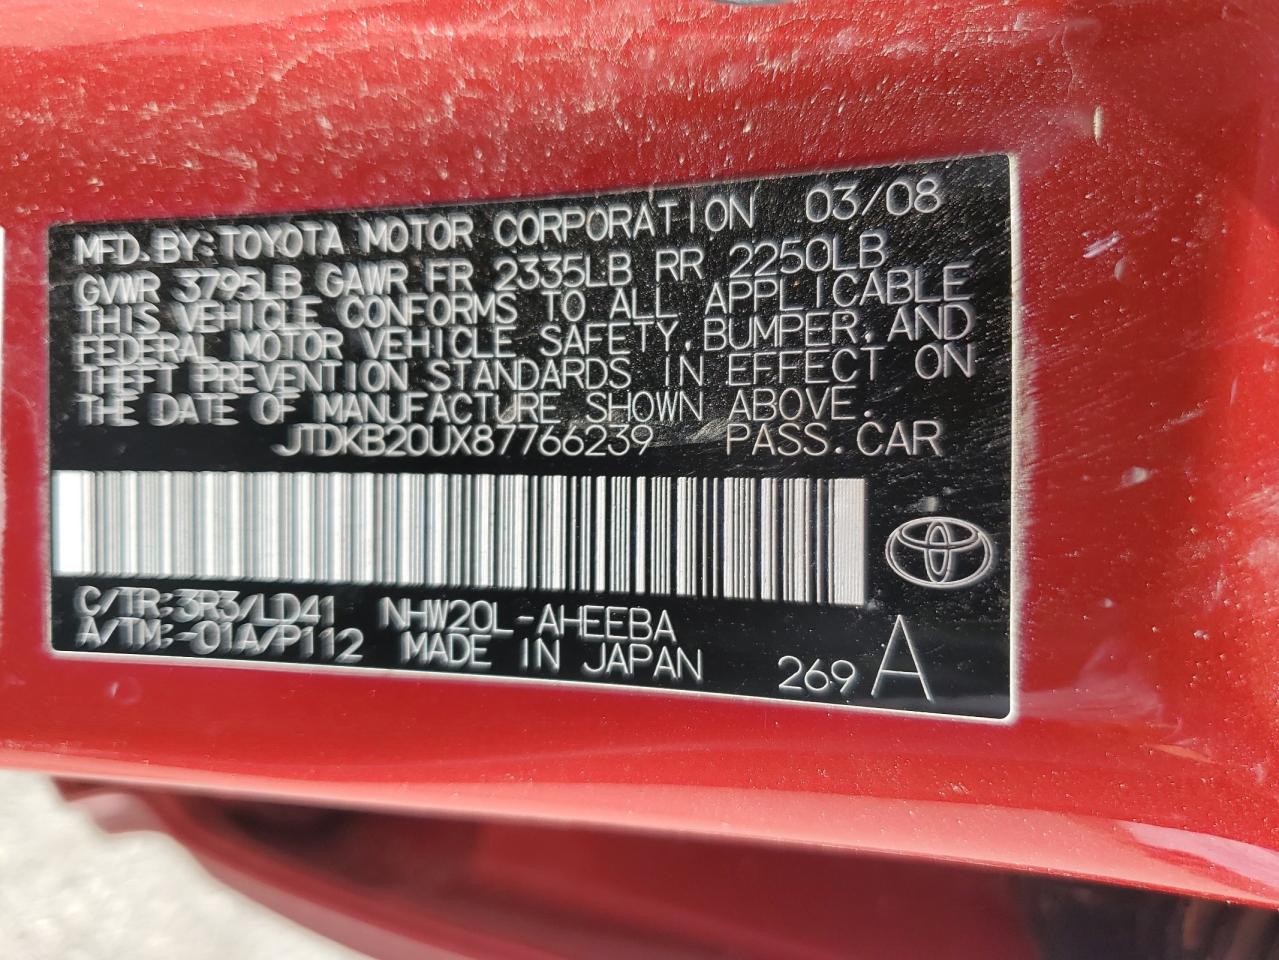 MFD. BY: TOYOTA MOTOR CORPORATION 03/08
GVWR 3795LB GAWR FR 2335LB RR 2250LB
THIS VEHICLE CONFORMS TO ALL APPLICABLE
FEDERAL MOTOR VEHICLE SAFETY, BUMPER, AND
THEFT PREVENTION STANDARDS IN EFFECT ON
THE DATE OF MANUFACTURE SHOWN ABOVE.
JTDKB20UX87766239 PASS. CAR
C/TR: 3R3/LD41 NHW20L-AHEEBA
A/TM: -01A/P112 MADE IN JAPAN 269 A